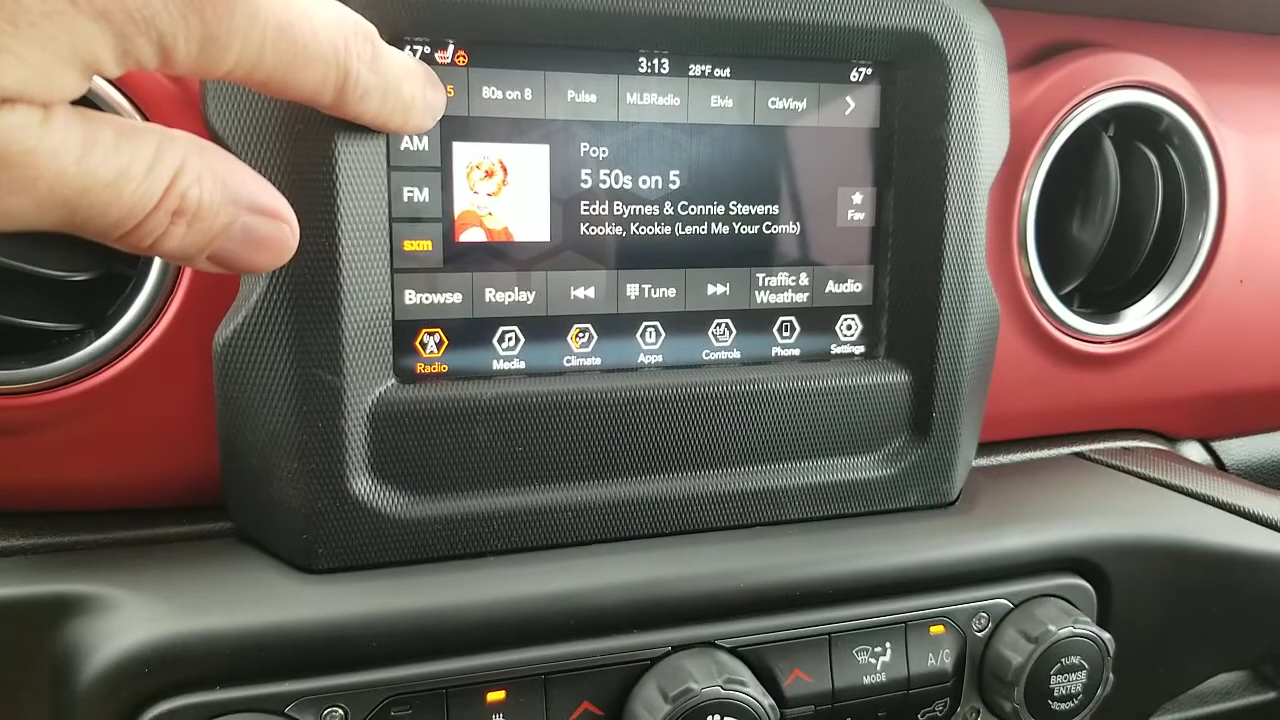 67° 3:13 28°F out 67°
5 80s on 8 Pulse MLBRadio Elvis ClsVinyl
AM
FM
sxm
Pop
5 50s on 5
Edd Byrnes & Connie Stevens
Kookie, Kookie (Lend Me Your Comb)
Fav
Browse Replay Tune Traffic & Weather Audio
Radio Media Climate Apps Controls Phone Settings
MODE
A/C
TUNE
BROWSE
ENTER
SCROLL